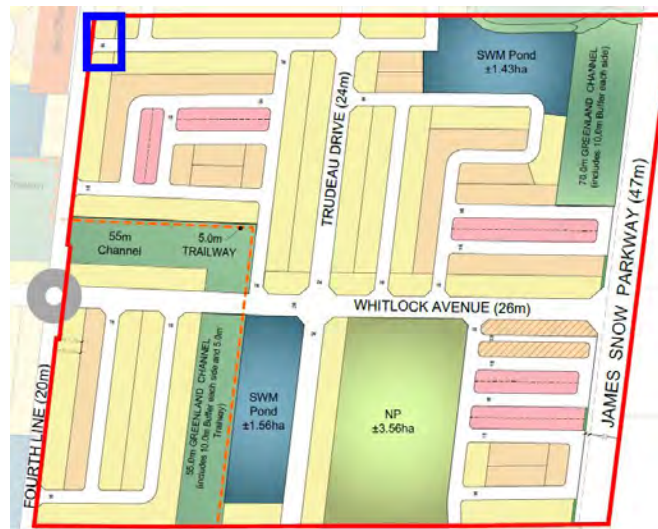 SWM Pond
±1.43ha
TRUDEAU DRIVE (24m)
70.0m GREENLAND CHANNEL
(includes 10.0m Buffer each side)
JAMES SNOW PARKWAY (47m)
55m
Channel
5.0m
TRAILWAY
WHITLOCK AVENUE (26m)
FOURTH LINE (20m)
55.0m GREENLAND CHANNEL
(includes 10.0m Buffer each side and 5.0m
Trailway)
SWM
Pond
±1.56ha
NP
±3.56ha